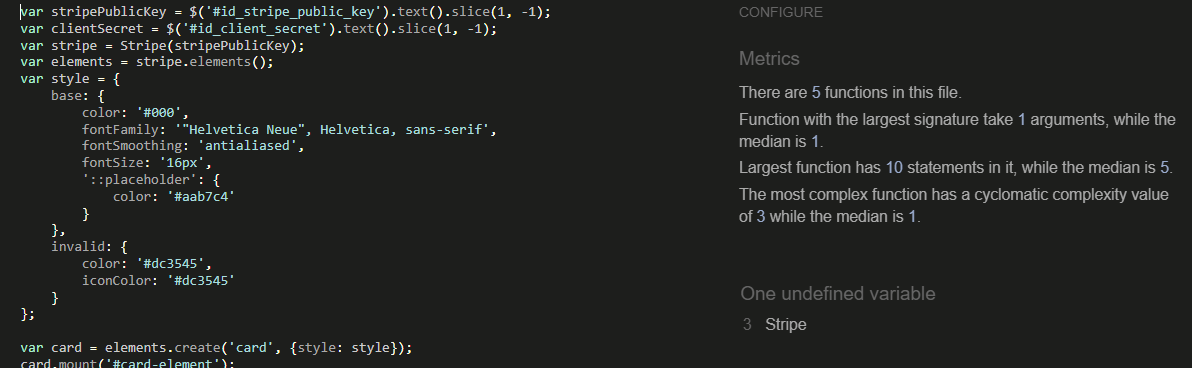 var stripePublicKey = $('#id_stripe_public_key').text().slice(1, -1);
var clientSecret = $('#id_client_secret').text().slice(1, -1);
var stripe = Stripe(stripePublicKey);
var elements = stripe.elements();
var style = {
    base: {
        color: '#000',
        fontFamily: '"Helvetica Neue", Helvetica, sans-serif',
        fontSmoothing: 'antialiased',
        fontSize: '16px',
        '::placeholder': {
            color: '#aab7c4'
        }
    },
    invalid: {
        color: '#dc3545',
        iconColor: '#dc3545'
    }
};
var card = elements.create('card', {style: style});
card.mount('#card-element');
CONFIGURE
Metrics
There are 5 functions in this file.
Function with the largest signature take 1 arguments, while the
median is 1.
Largest function has 10 statements in it, while the median is 5.
The most complex function has a cyclomatic complexity value
of 3 while the median is 1.
One undefined variable
3 Stripe